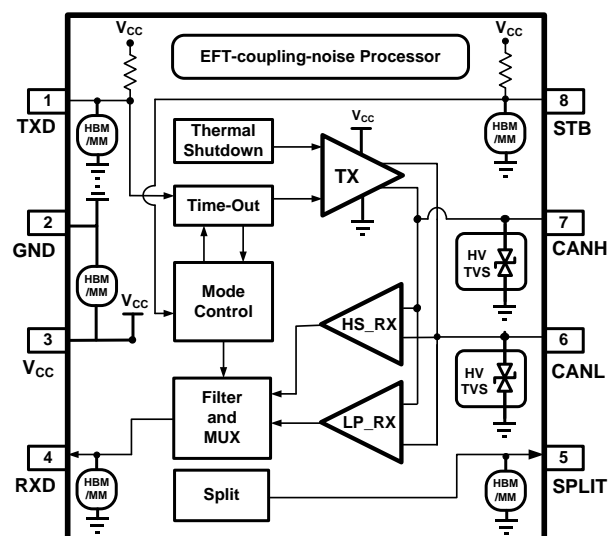 VCC
EFT-coupling-noise Processor
VCC
1
TXD
HBM
/MM
8
STB
HBM
/MM
Thermal
Shutdown
VCC
TX
Time-Out
2
GND
7
CANH
HV
TVS
HBM
/MM
VCC
Mode
Control
HS_RX
3
VCC
6
CANL
HV
TVS
Filter
and
MUX
LP_RX
4
RXD
HBM
/MM
Split
5
SPLIT
HBM
/MM